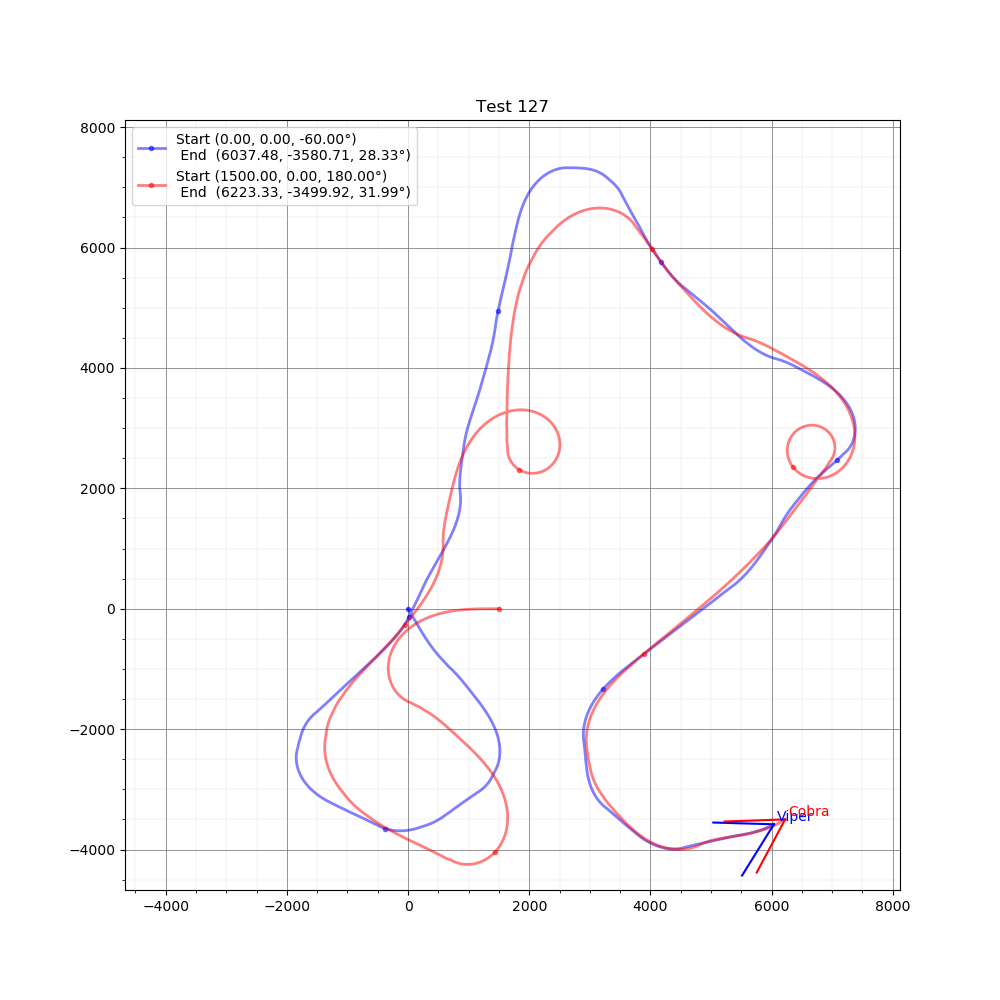 Test 127
Start (0.00, 0.00, -60.00°)
End  (6037.48, -3580.71, 28.33°)
Start (1500.00, 0.00, 180.00°)
End  (6223.33, -3499.92, 31.99°)
8000
6000
4000
2000
0
−2000
−4000
Cobra
Viper
−4000
−2000
0
2000
4000
6000
8000